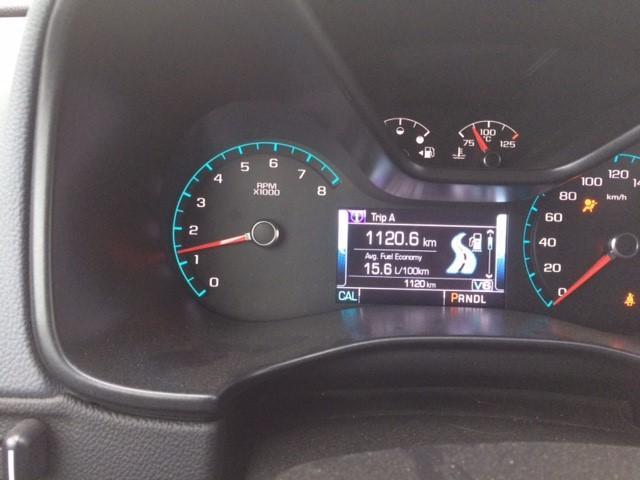 75 100 125
°C
0 1 2 3 4 5 6 7 8
RPM
X1000
Trip A
1120.6 km
Avg. Fuel Economy
15.6 L/100km
1120 km
V6
CAL
PRNDL
0 20 40 60 80 100 120
km/h